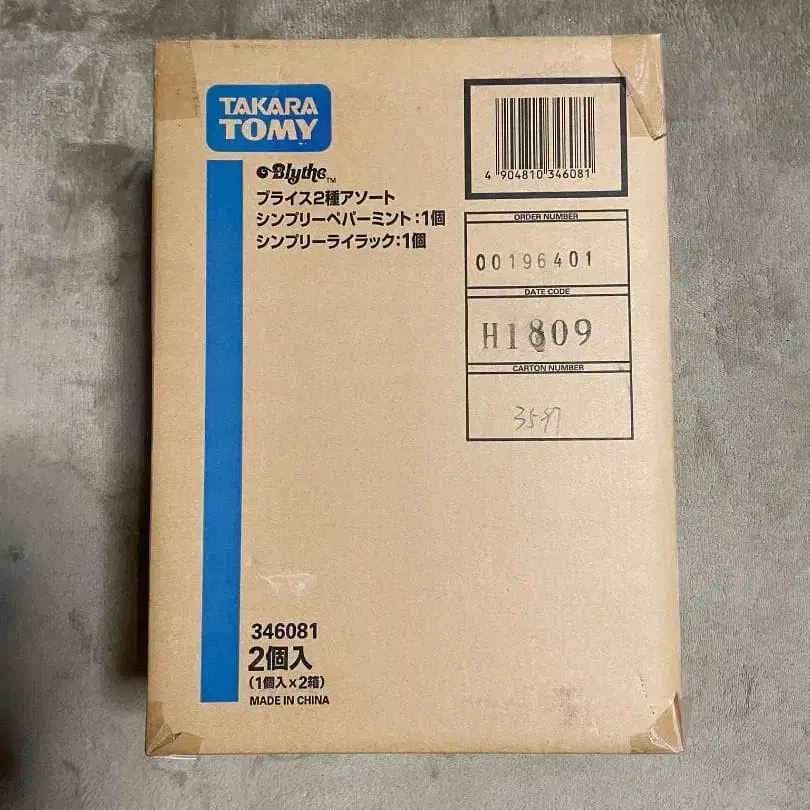 TAKARA
TOMY
Blythe™
ブライス2種アソート
シンプリーペパーミント:1個
シンプリーライラック:1個
4 904810 346081
ORDER NUMBER
00196401
DATE CODE
H1809
CARTON NUMBER
346081
2個入
(1個入×2箱)
MADE IN CHINA